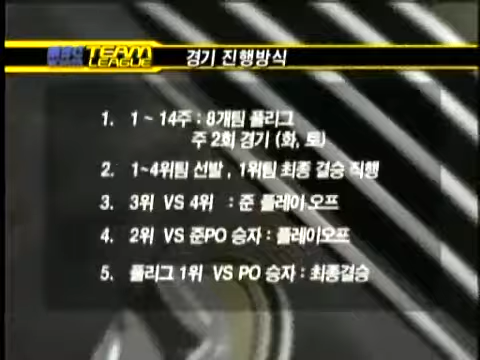 TEAM LEAGUE
경기 진행방식
1. 1 ~ 14주 : 8개팀 풀리그
주 2회 경기 (화, 토)
2. 1~4위팀 선발 , 1위팀 최종 결승 직행
3. 3위 VS 4위 : 준 플레이오프
4. 2위 VS 준PO 승자 : 플레이오프
5. 풀리그 1위 VS PO 승자 : 최종결승